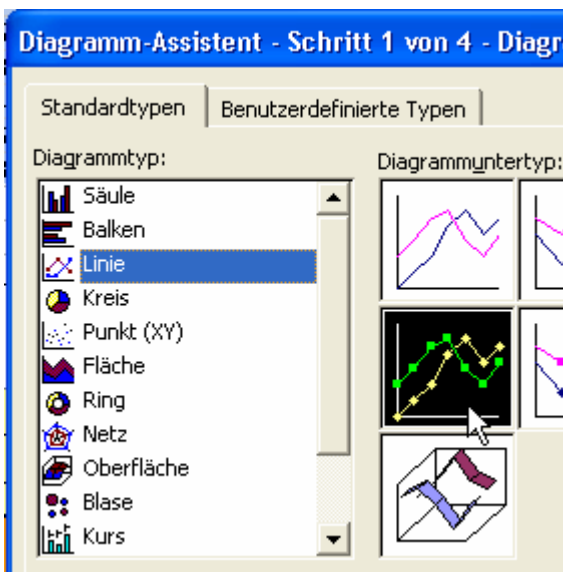 Diagramm-Assistent - Schritt 1 von 4 - Diagr
Standardtypen
Benutzerdefinierte Typen
Diagrammtyp:
Diagrammuntertyp:
Säule
Balken
Linie
Kreis
Punkt (XY)
Fläche
Ring
Netz
Oberfläche
Blase
Kurs